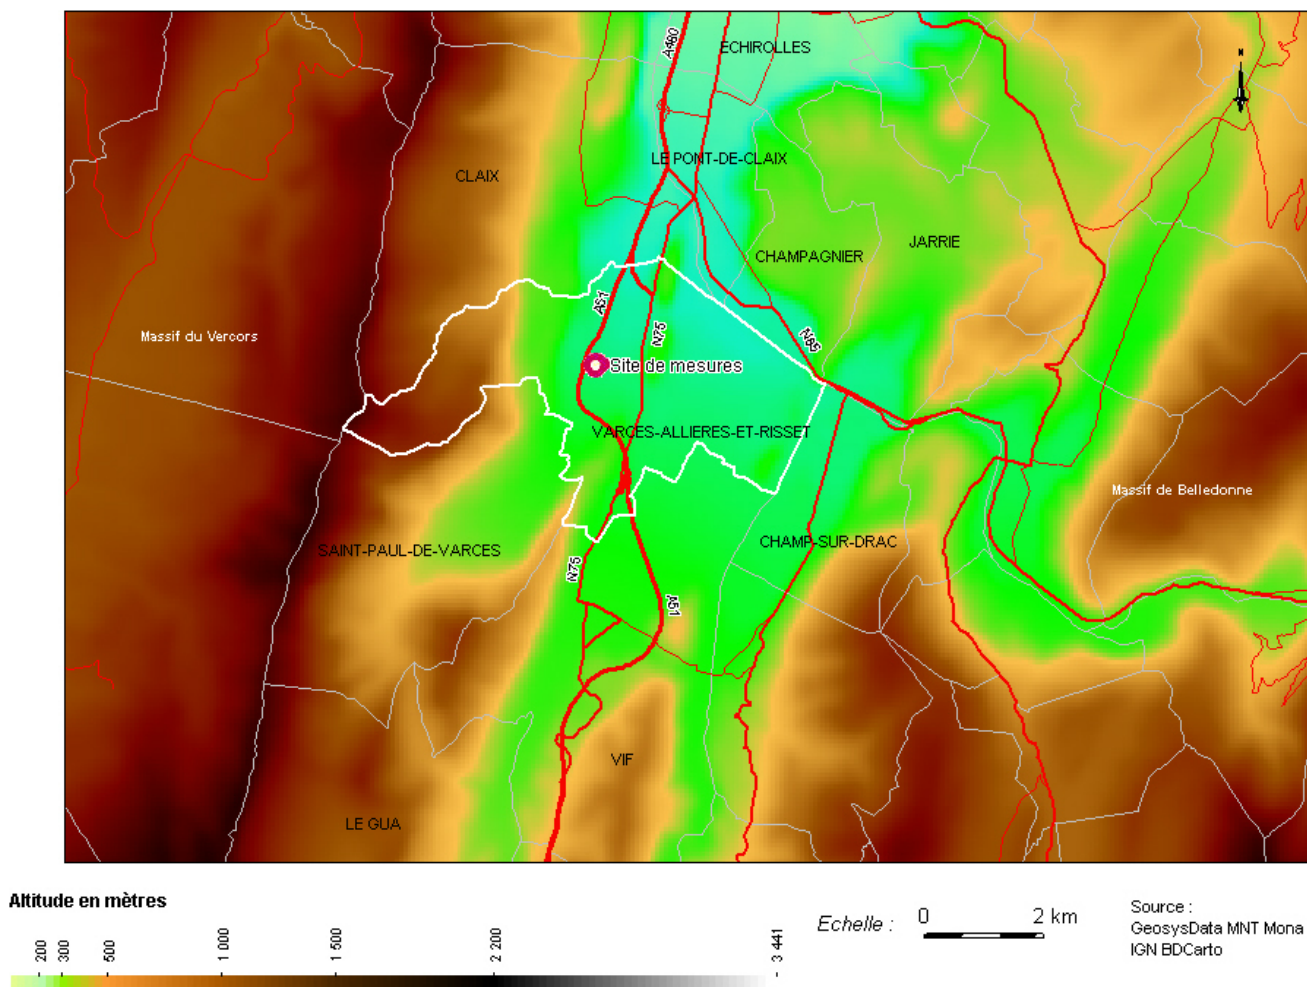 A480
ECHIROLLES
N
LE PONT-DE-CLAIX
CLAIX
JARRIE
CHAMPAGNIER
A51
N75
N85
Massif du Vercors
Site de mesures
VARCES-ALLIERES-ET-RISSET
Massif de Belledonne
CHAMP-SUR-DRAC
SAINT-PAUL-DE-VARCES
N75
A51
VIF
LE GUA
Altitude en mètres
200
300
500
1 000
1 500
2 200
3 441
Echelle :
0
2 km
Source :
GeosysData MNT Mona
IGN BDCarto